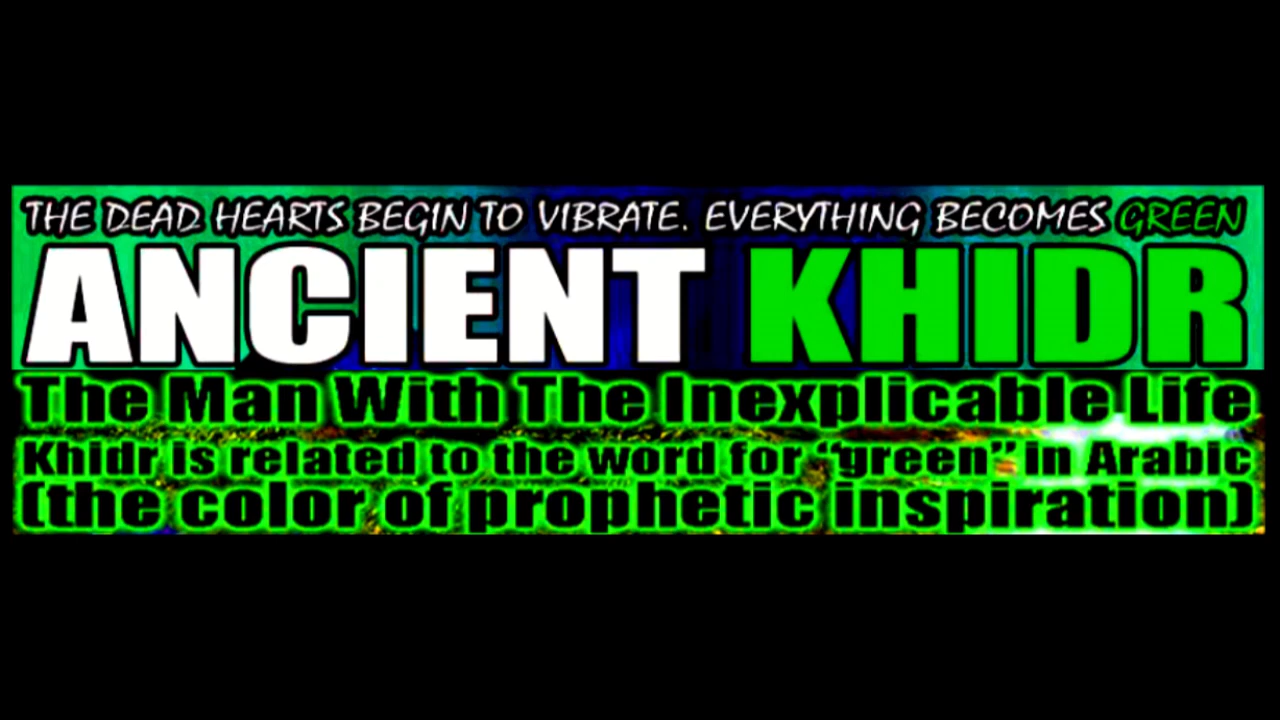 THE DEAD HEARTS BEGIN TO VIBRATE. EVERYTHING BECOMES GREEN
ANCIENT KHIDR
The Man With The Inexplicable Life
Khidr is related to the word for “green” in Arabic
(the color of prophetic inspiration)